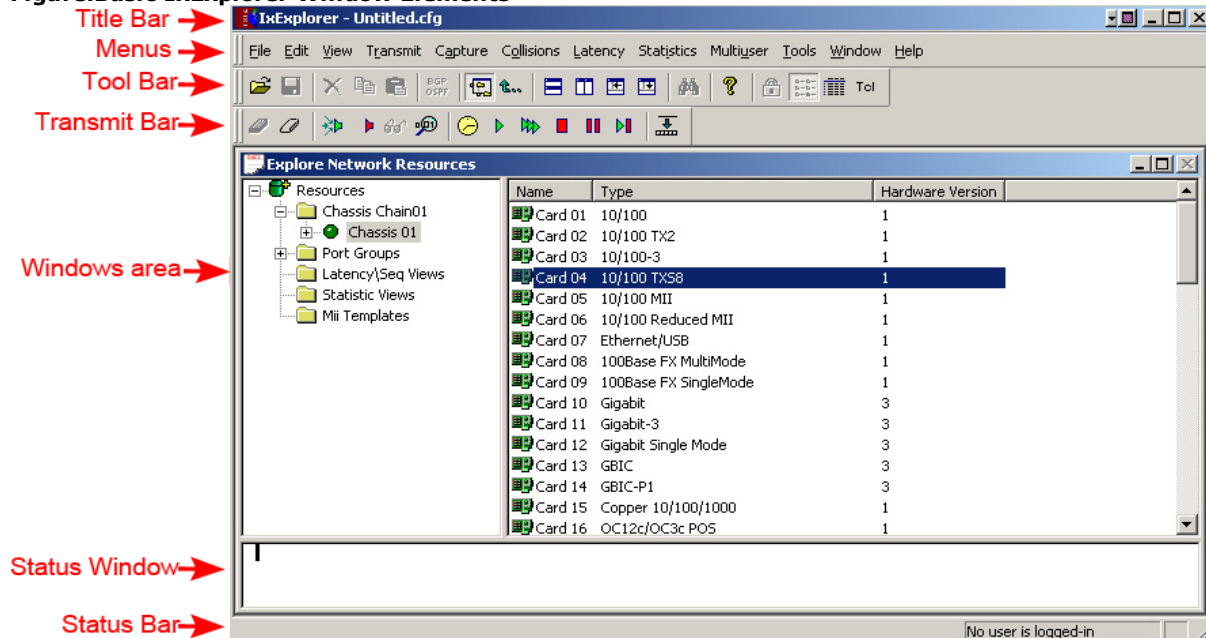 Figure:Basic IxExplorer Window Elements
Title Bar
IxExplorer - Untitled.cfg
Menus
File Edit View Transmit Capture Collisions Latency Statistics Multiuser Tools Window Help
Tool Bar
BGP
OSPF
Tcl
Transmit Bar
Explore Network Resources
Windows area
Resources
Chassis Chain01
Chassis 01
Port Groups
Latency\Seq Views
Statistic Views
Mii Templates
Name Type Hardware Version
Card 01 10/100 1
Card 02 10/100 TX2 1
Card 03 10/100-3 1
Card 04 10/100 TXS8 1
Card 05 10/100 MII 1
Card 06 10/100 Reduced MII 1
Card 07 Ethernet/USB 1
Card 08 100Base FX MultiMode 1
Card 09 100Base FX SingleMode 1
Card 10 Gigabit 3
Card 11 Gigabit-3 3
Card 12 Gigabit Single Mode 3
Card 13 GBIC 3
Card 14 GBIC-P1 3
Card 15 Copper 10/100/1000 1
Card 16 OC12c/OC3c POS 1
Status Window
Status Bar
No user is logged-in